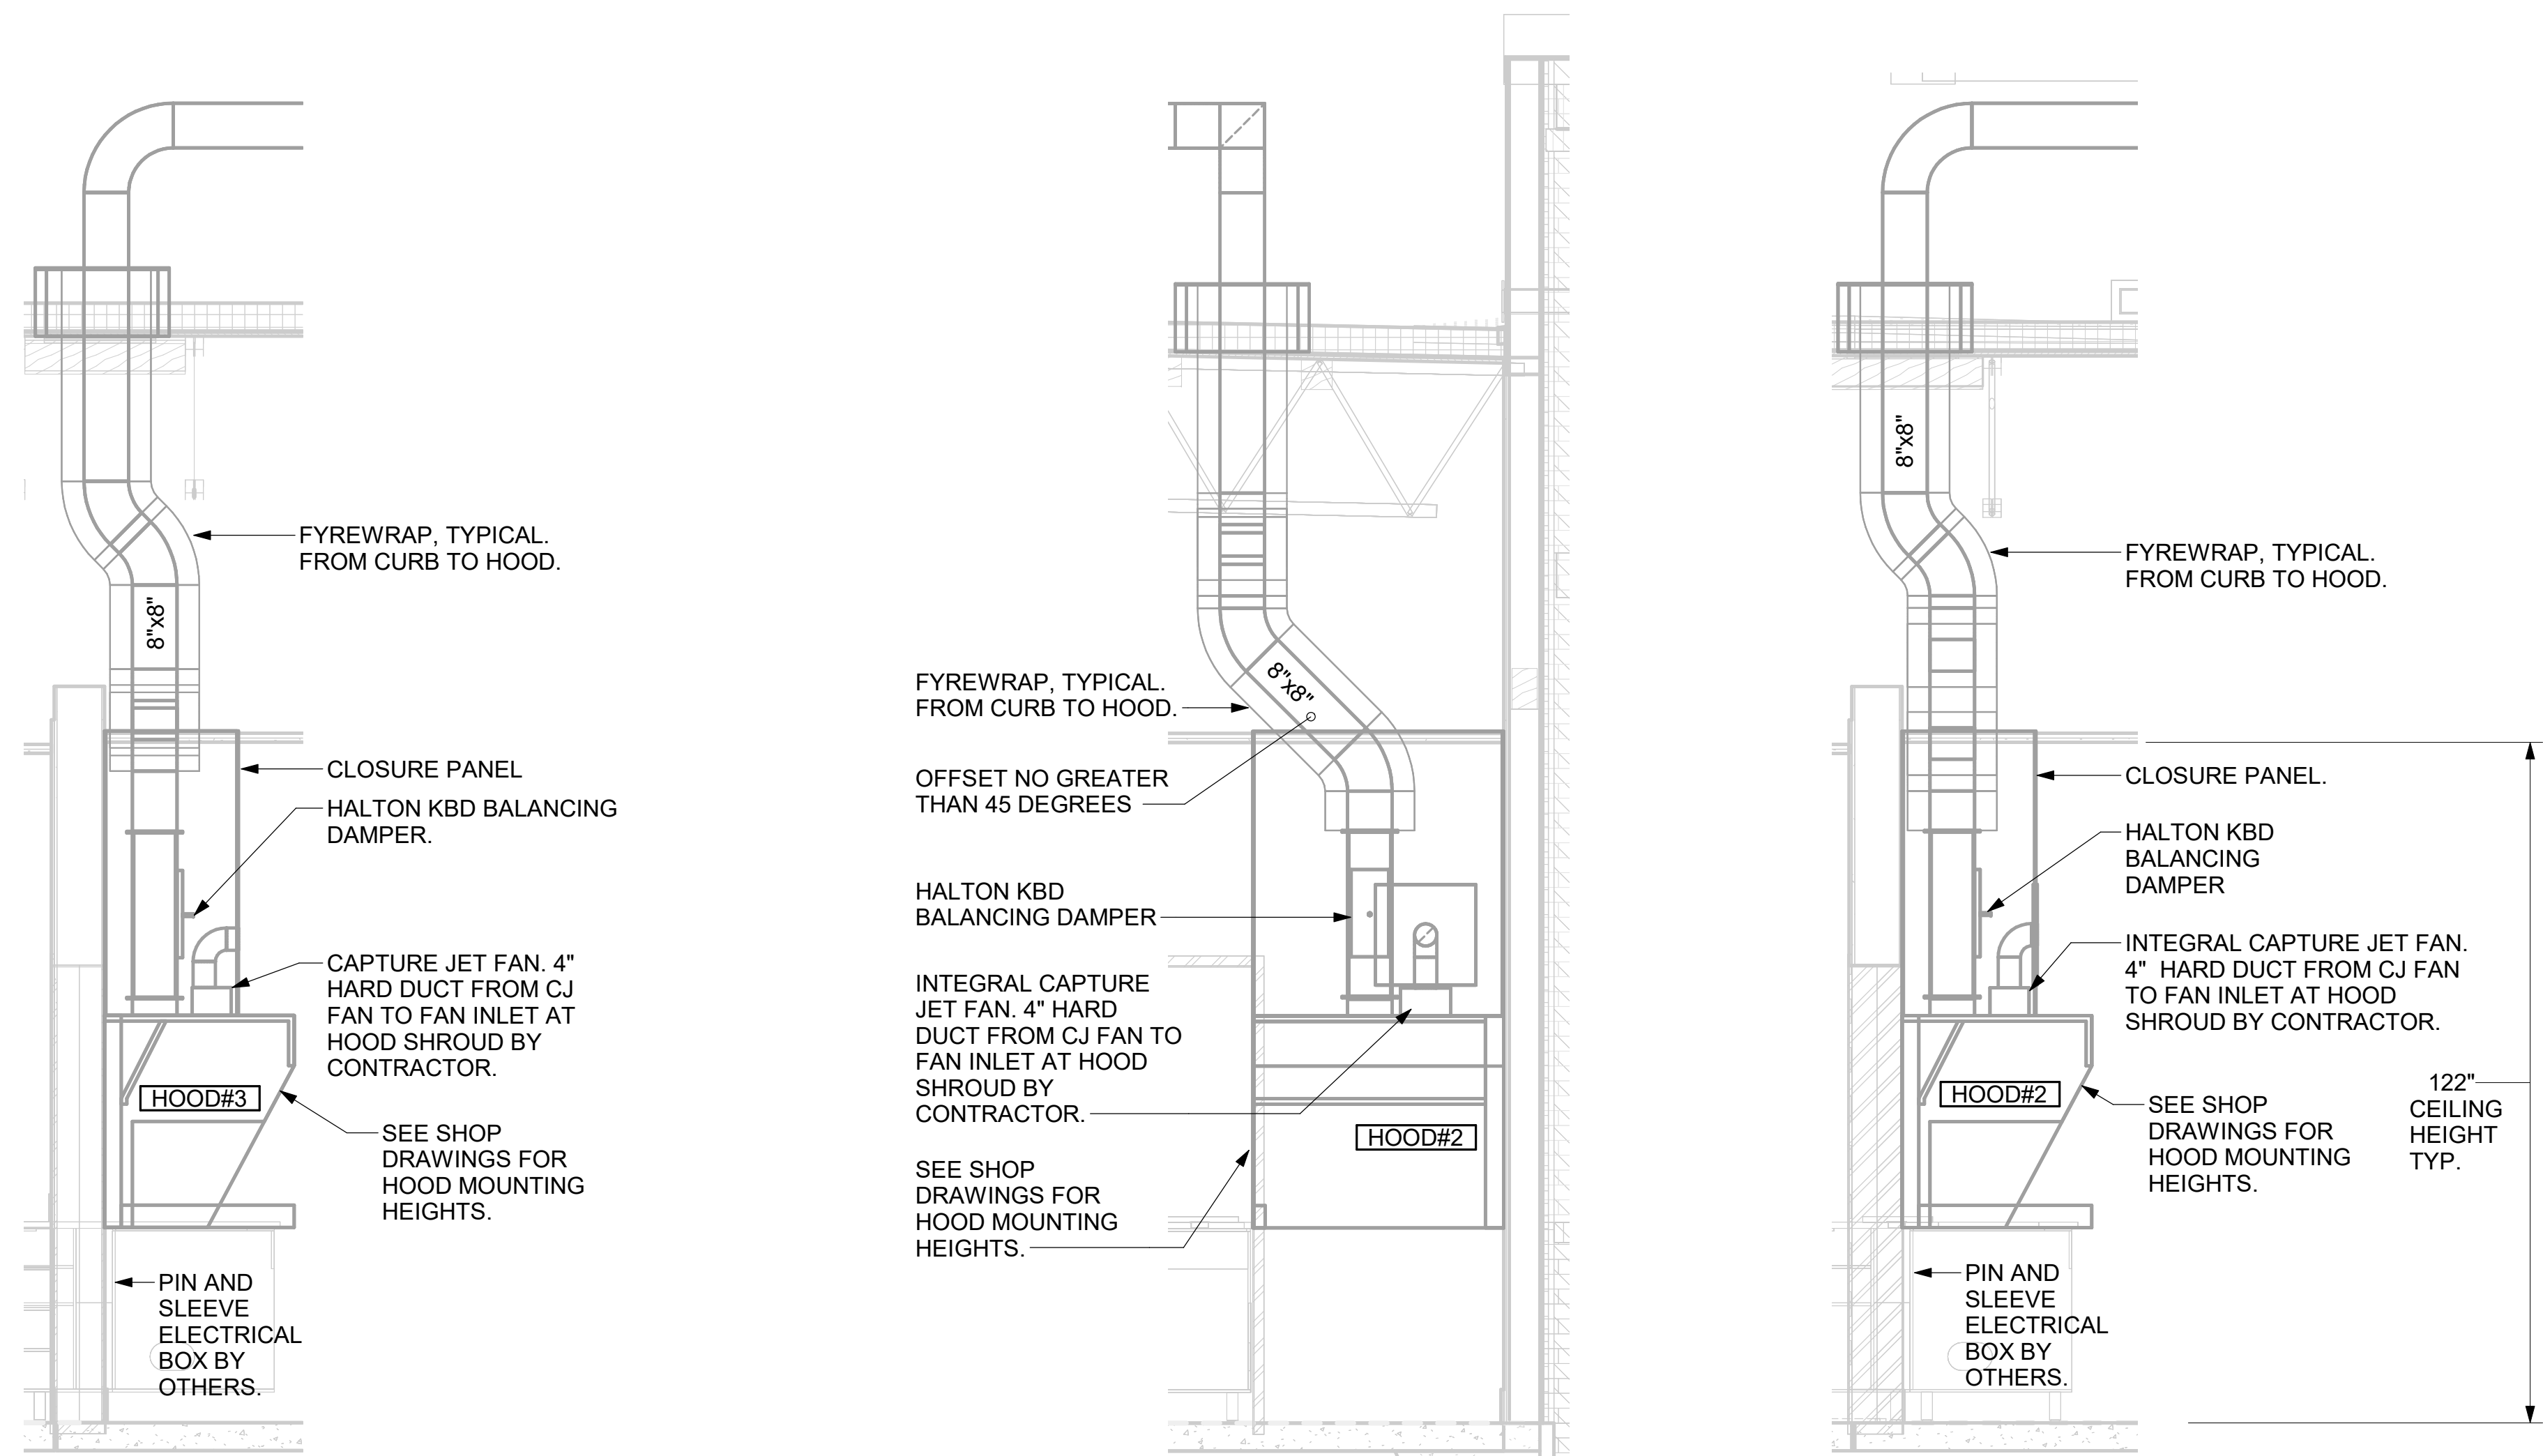 FYREWRAP, TYPICAL.
FROM CURB TO HOOD.
8"x8"
CLOSURE PANEL
HALTON KBD BALANCING
DAMPER.
CAPTURE JET FAN. 4"
HARD DUCT FROM CJ
FAN TO FAN INLET AT
HOOD SHROUD BY
CONTRACTOR.
HOOD#3
SEE SHOP
DRAWINGS FOR
HOOD MOUNTING
HEIGHTS.
PIN AND
SLEEVE
ELECTRICAL
BOX BY
OTHERS.
FYREWRAP, TYPICAL.
FROM CURB TO HOOD.
8"x8"
OFFSET NO GREATER
THAN 45 DEGREES
HALTON KBD
BALANCING DAMPER
INTEGRAL CAPTURE
JET FAN. 4" HARD
DUCT FROM CJ FAN TO
FAN INLET AT HOOD
SHROUD BY
CONTRACTOR.
HOOD#2
SEE SHOP
DRAWINGS FOR
HOOD MOUNTING
HEIGHTS.
8"x8"
FYREWRAP, TYPICAL.
FROM CURB TO HOOD.
CLOSURE PANEL.
HALTON KBD
BALANCING
DAMPER
INTEGRAL CAPTURE JET FAN.
4" HARD DUCT FROM CJ FAN
TO FAN INLET AT HOOD
SHROUD BY CONTRACTOR.
HOOD#2
SEE SHOP
DRAWINGS FOR
HOOD MOUNTING
HEIGHTS.
122"
CEILING
HEIGHT
TYP.
PIN AND
SLEEVE
ELECTRICAL
BOX BY
OTHERS.